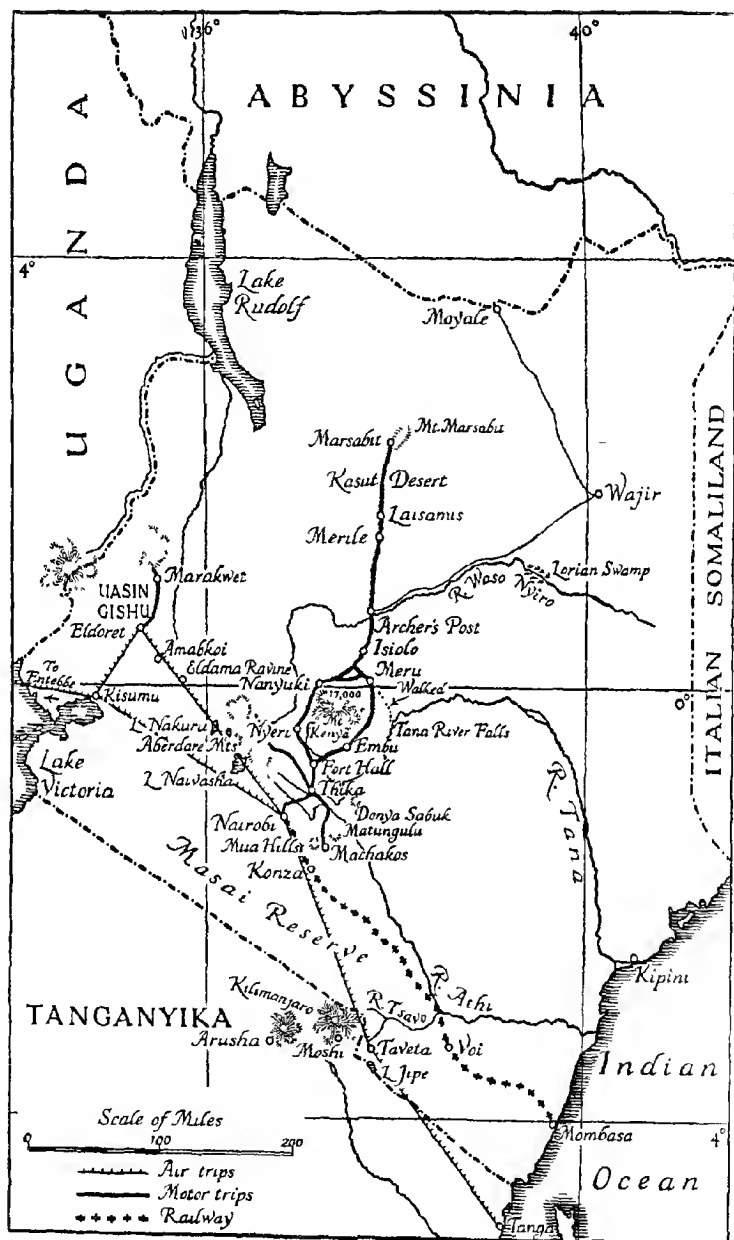 36°
40°
ABYSSINIA
UGANDA
4°
Lake
Rudolf
Moyale
Marsabit
Mt. Marsabit
Kasut Desert
Laisamis
Merile
Wajir
ITALIAN SOMALILAND
Lorian Swamp
R. Waso Nyiro
Marakwet
UASIN
GISHU
Eldoret
Archer's Post
Isiolo
Amabkoi
Eldama Ravine
Meru
Nanyuki
To
Entebbe
Kisumu
17,000
Walked
0°
Mt
Kenya
L. Nakuru
Nyeri
Tana River Falls
Aberdare Mts
Embu
Fort Hall
Lake
Victoria
L. Naivasha
Thika
R. Tana
Donya Sabuk
Nairobi
Matungulu
Mua Hills
Machakos
Konza
Masai Reserve
Kipini
R. Athi
Kilimanjaro
R. Tsavo
TANGANYIKA
Arusha
Moshi
Taveta
Voi
L. Jipe
Indian
Ocean
Scale of Miles
0 100 200
Mombasa
4°
Air trips
Motor trips
Railway
Tanga